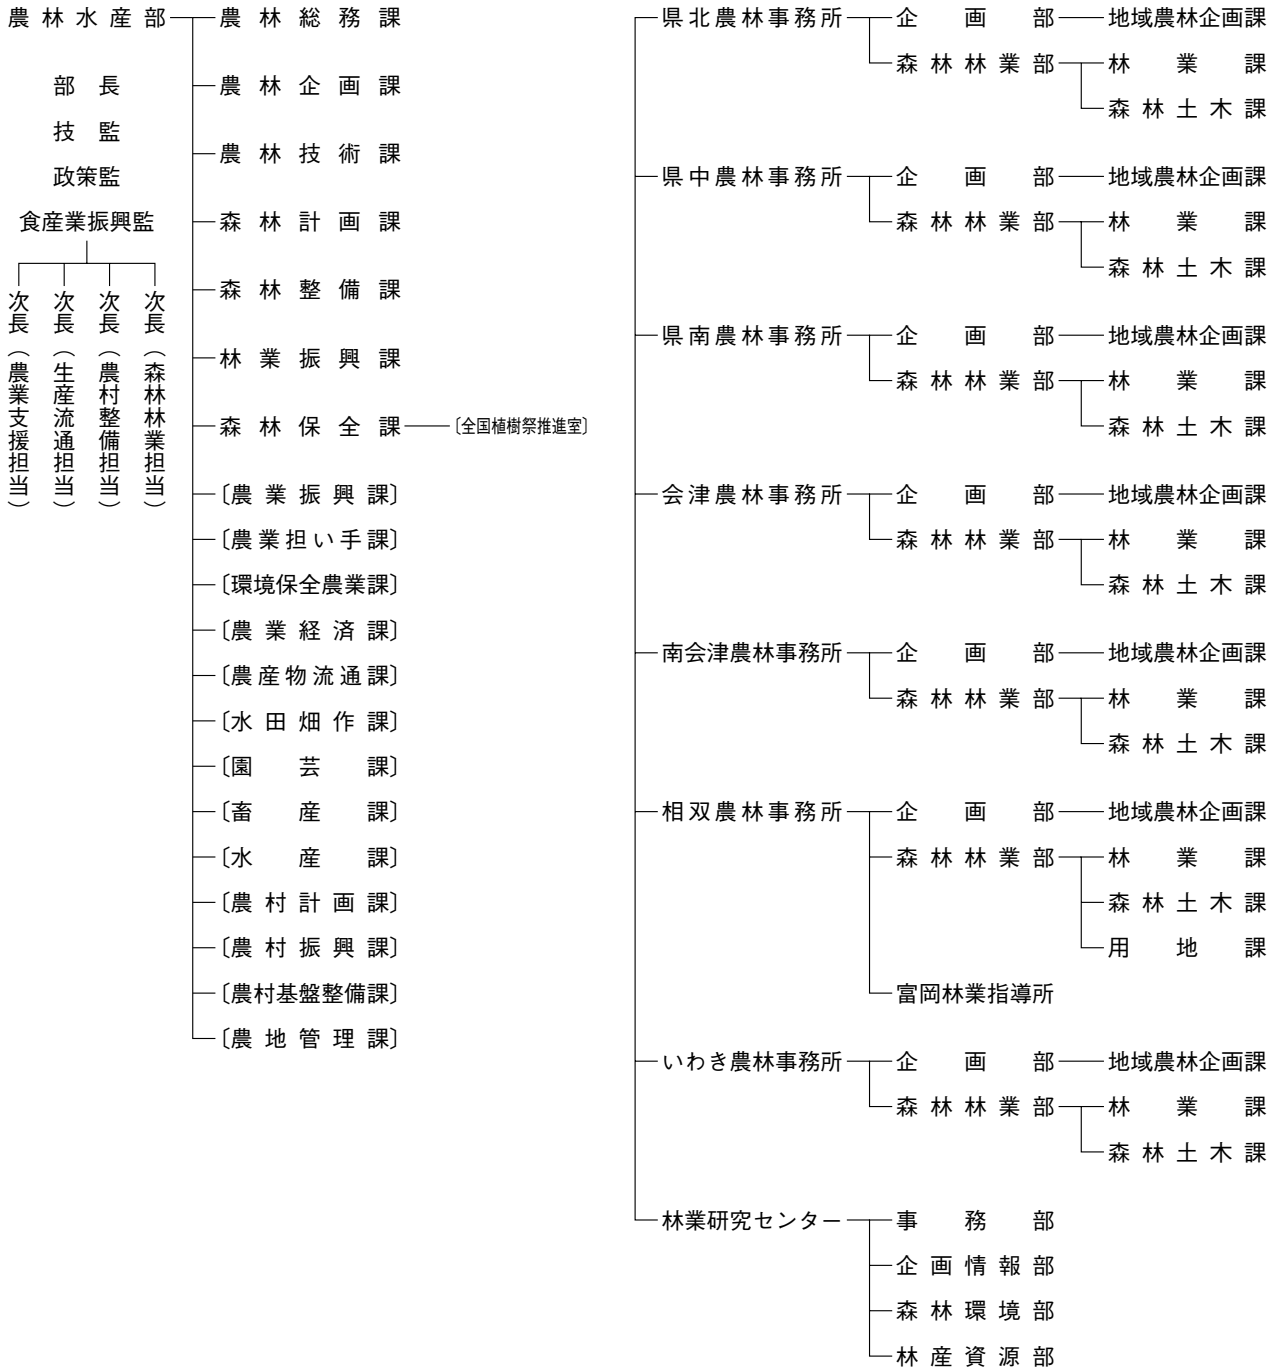 農林水産部
部長
技監
政策監
食産業振興監
次長（農業支援担当）
次長（生産流通担当）
次長（農村整備担当）
次長（森林林業担当）
農林総務課
農林企画課
農林技術課
森林計画課
森林整備課
林業振興課
森林保全課
〔全国植樹祭推進室〕
〔農業振興課〕
〔農業担い手課〕
〔環境保全農業課〕
〔農業経済課〕
〔農産物流通課〕
〔水田畑作課〕
〔園芸課〕
〔畜産課〕
〔水産課〕
〔農村計画課〕
〔農村振興課〕
〔農村基盤整備課〕
〔農地管理課〕
県北農林事務所
企画部
地域農林企画課
森林林業部
林業課
森林土木課
県中農林事務所
企画部
地域農林企画課
森林林業部
林業課
森林土木課
県南農林事務所
企画部
地域農林企画課
森林林業部
林業課
森林土木課
会津農林事務所
企画部
地域農林企画課
森林林業部
林業課
森林土木課
南会津農林事務所
企画部
地域農林企画課
森林林業部
林業課
森林土木課
相双農林事務所
企画部
地域農林企画課
森林林業部
林業課
森林土木課
用地課
富岡林業指導所
いわき農林事務所
企画部
地域農林企画課
森林林業部
林業課
森林土木課
林業研究センター
事務部
企画情報部
森林環境部
林産資源部